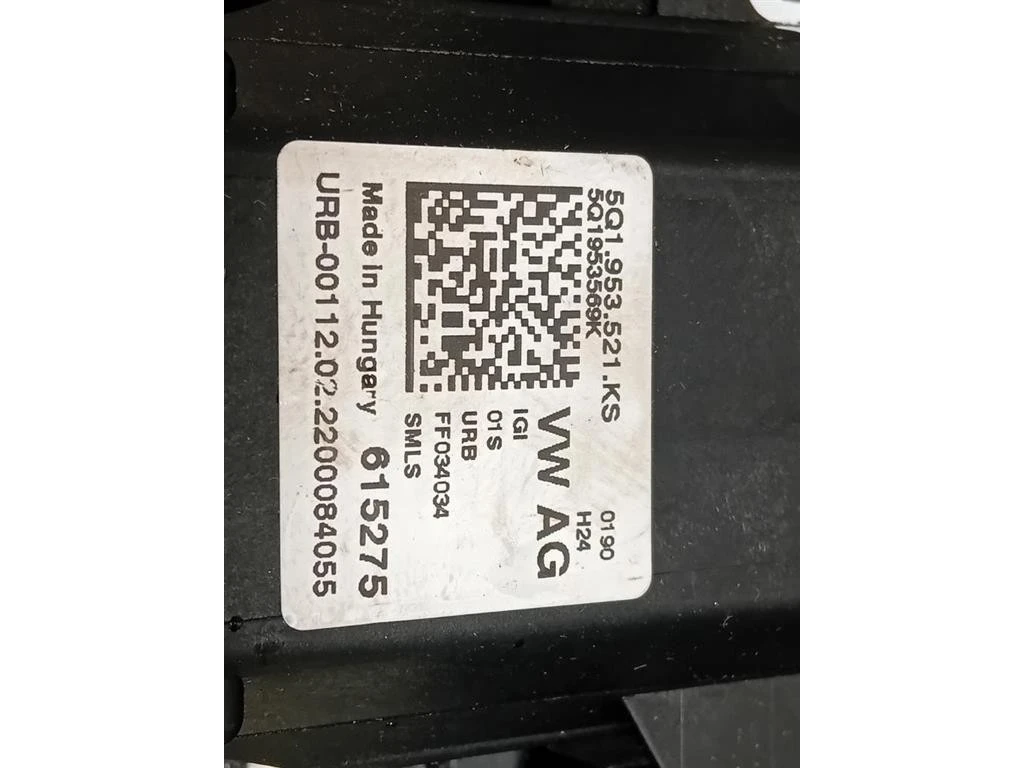 5Q1.953.521.KS 0190
5Q1953569K H24
VW AG
IGI
01S
URB
FF034034
SMLS
Made in Hungary 615275
URB-00112.02.2200084055